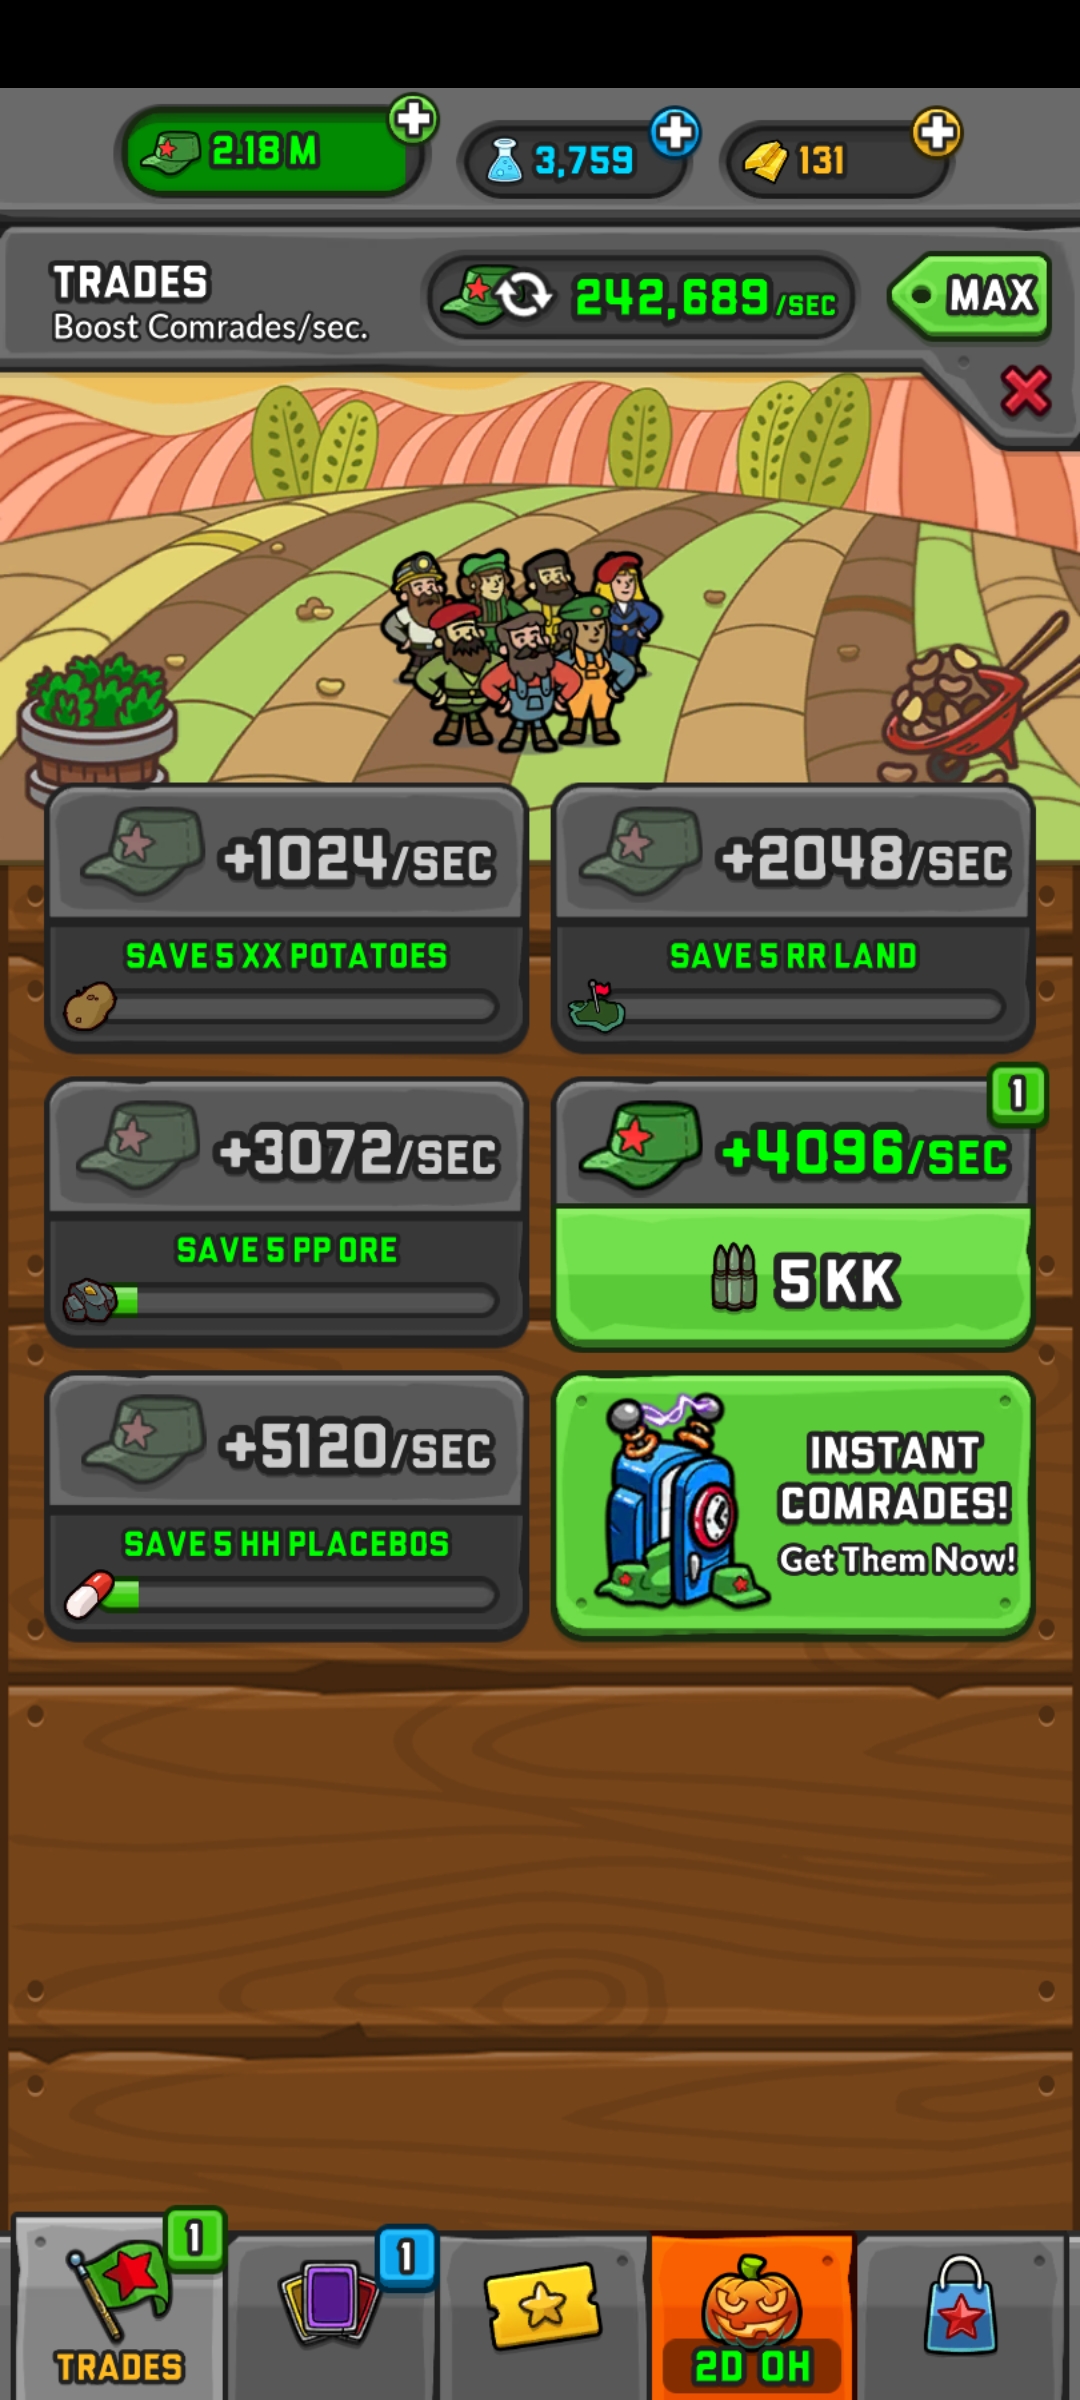 2.18 M
3,759
131
TRADES
Boost Comrades/sec.
242,689/SEC
MAX
+1024/SEC
SAVE 5 XX POTATOES
+2048/SEC
SAVE 5 RR LAND
+3072/SEC
SAVE 5 PP ORE
1
+4096/SEC
5 KK
+5120/SEC
SAVE 5 HH PLACEBOS
INSTANT
COMRADES!
Get Them Now!
1
TRADES
1
2D 0H